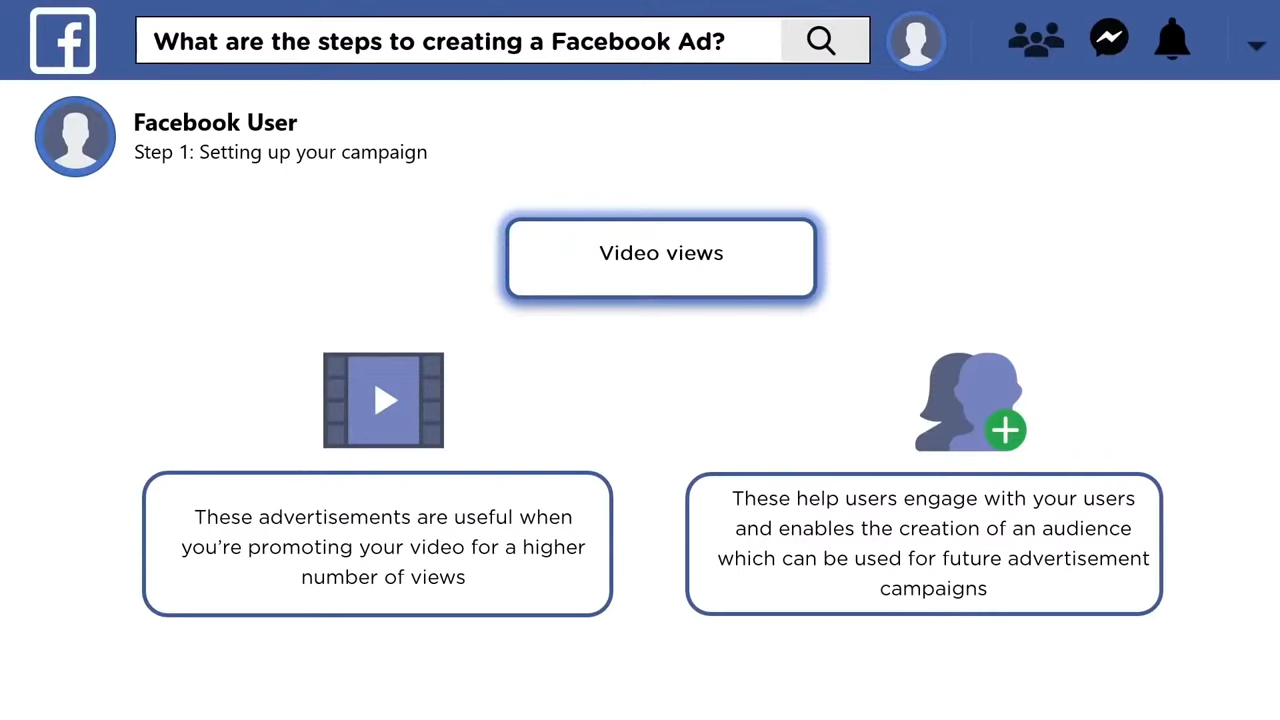 What are the steps to creating a Facebook Ad?
Facebook User
Step 1: Setting up your campaign
Video views
These advertisements are useful when
you're promoting your video for a higher
number of views
These help users engage with your users
and enables the creation of an audience
which can be used for future advertisement
campaigns